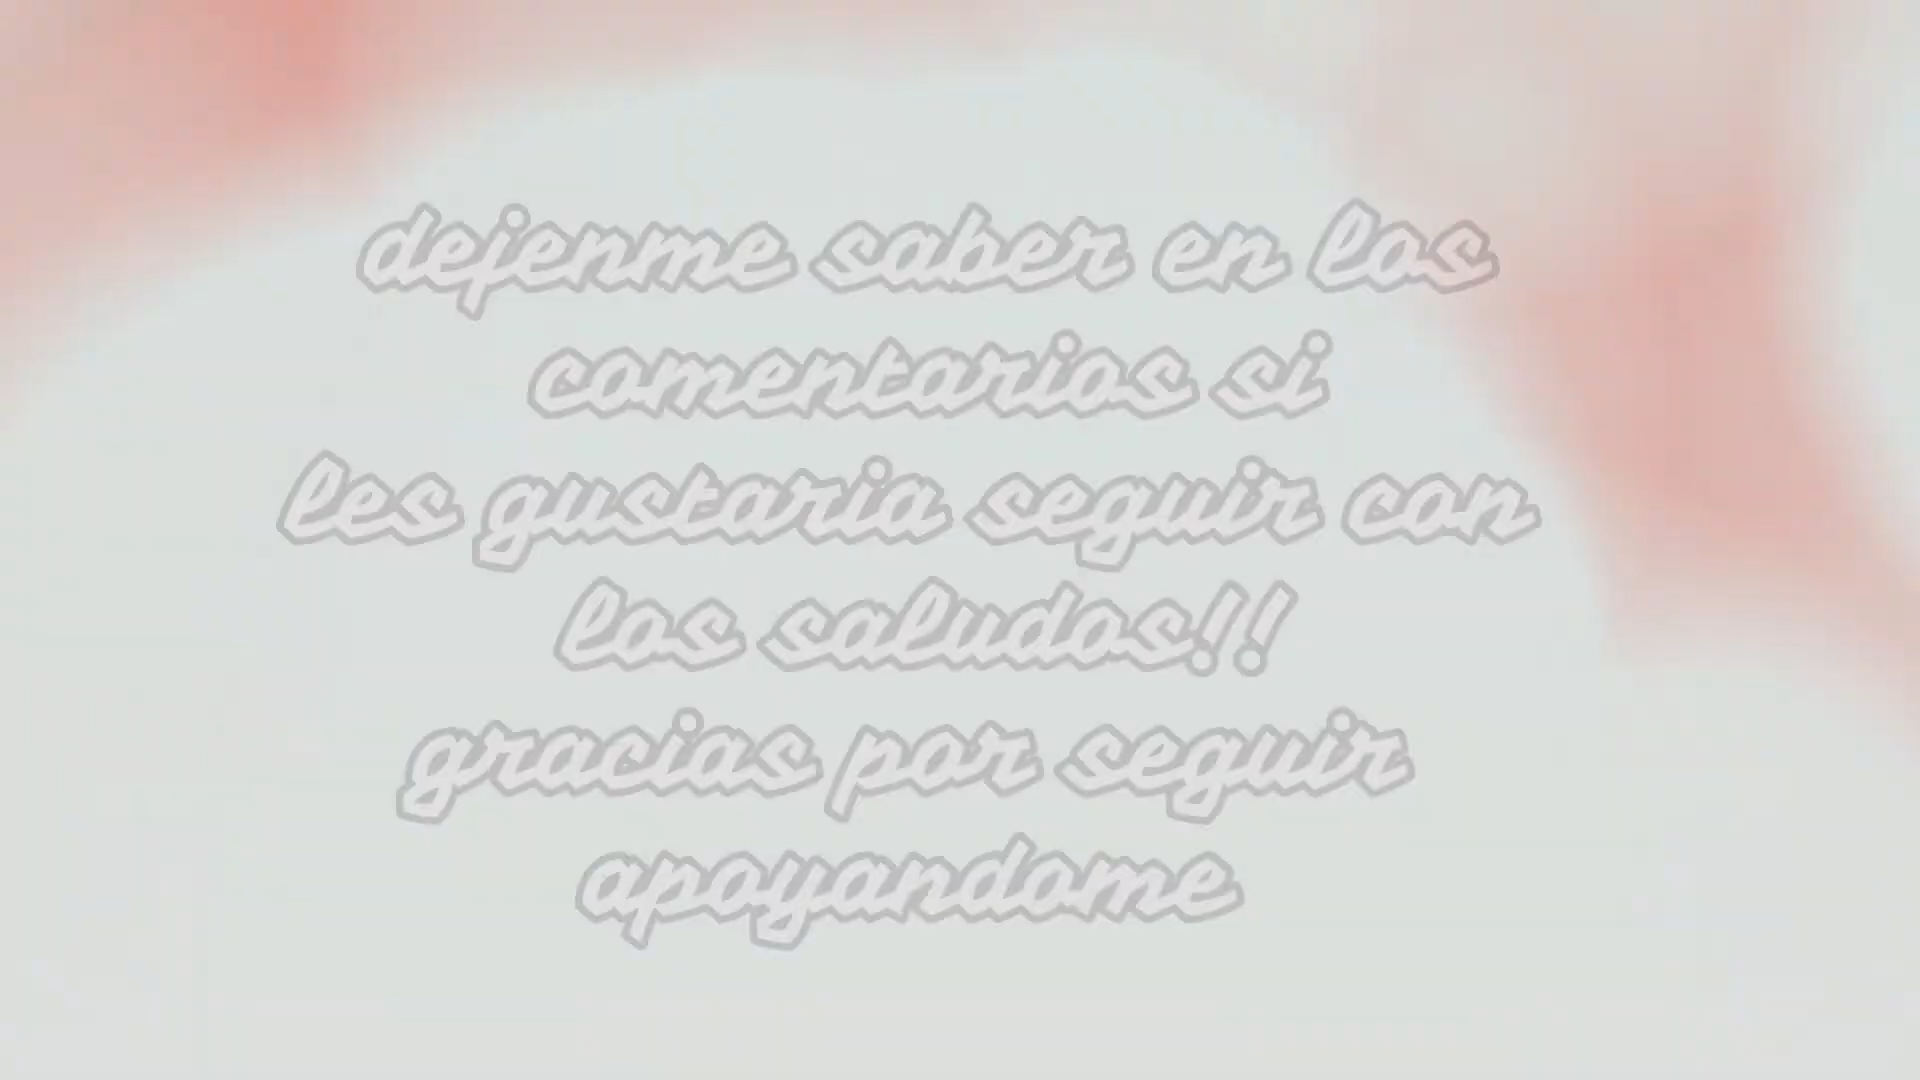 dejenme saber en los
comentarios si
les gustaria seguir con
los saludos!!
gracias por seguir
apoyandome